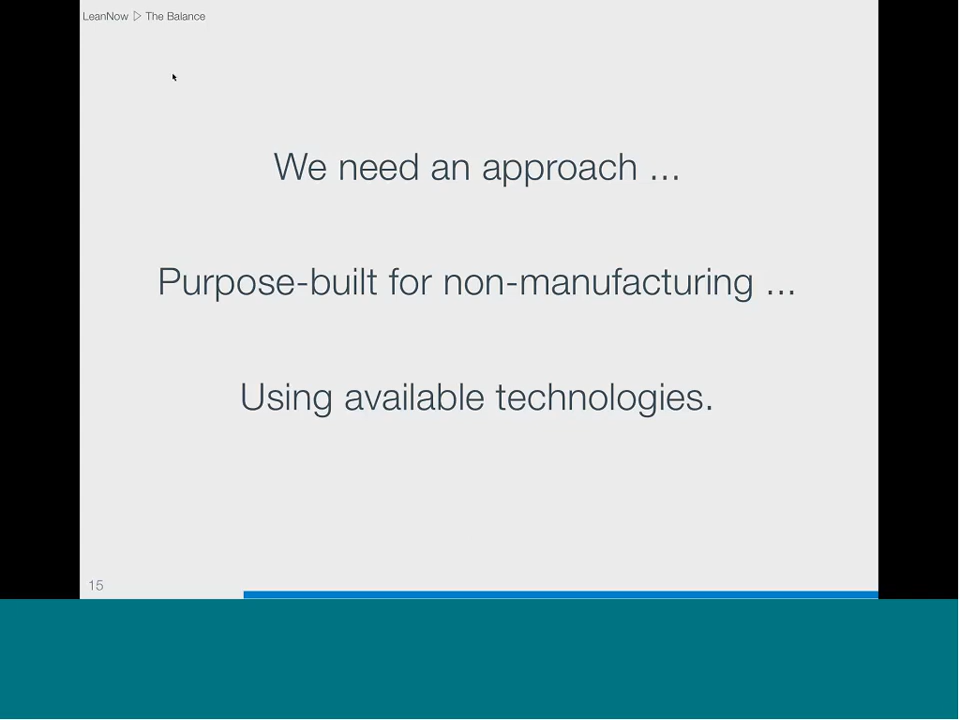 LeanNow ▷ The Balance
We need an approach ...
Purpose-built for non-manufacturing ...
Using available technologies.
15